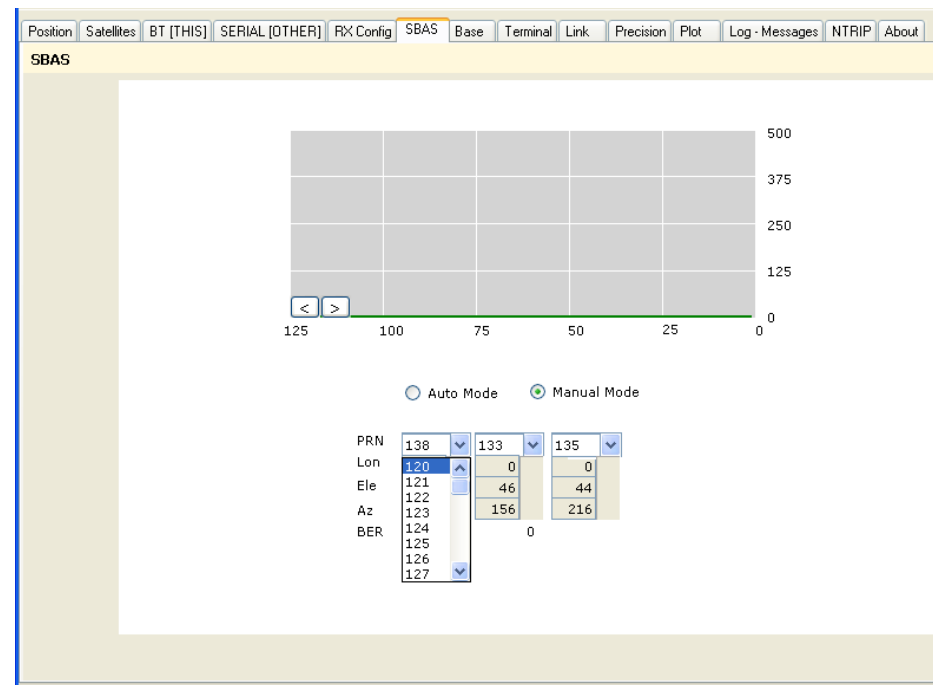 Position Satellites BT [THIS] SERIAL [OTHER] RX Config SBAS Base Terminal Link Precision Plot Log - Messages NTRIP About
SBAS
500
375
250
125
0
< >
125 100 75 50 25 0
Auto Mode Manual Mode
PRN 138 133 135
Lon 120 0 0
121
Ele 46 44
122
Az 123 156 216
BER 124 0
125
126
127